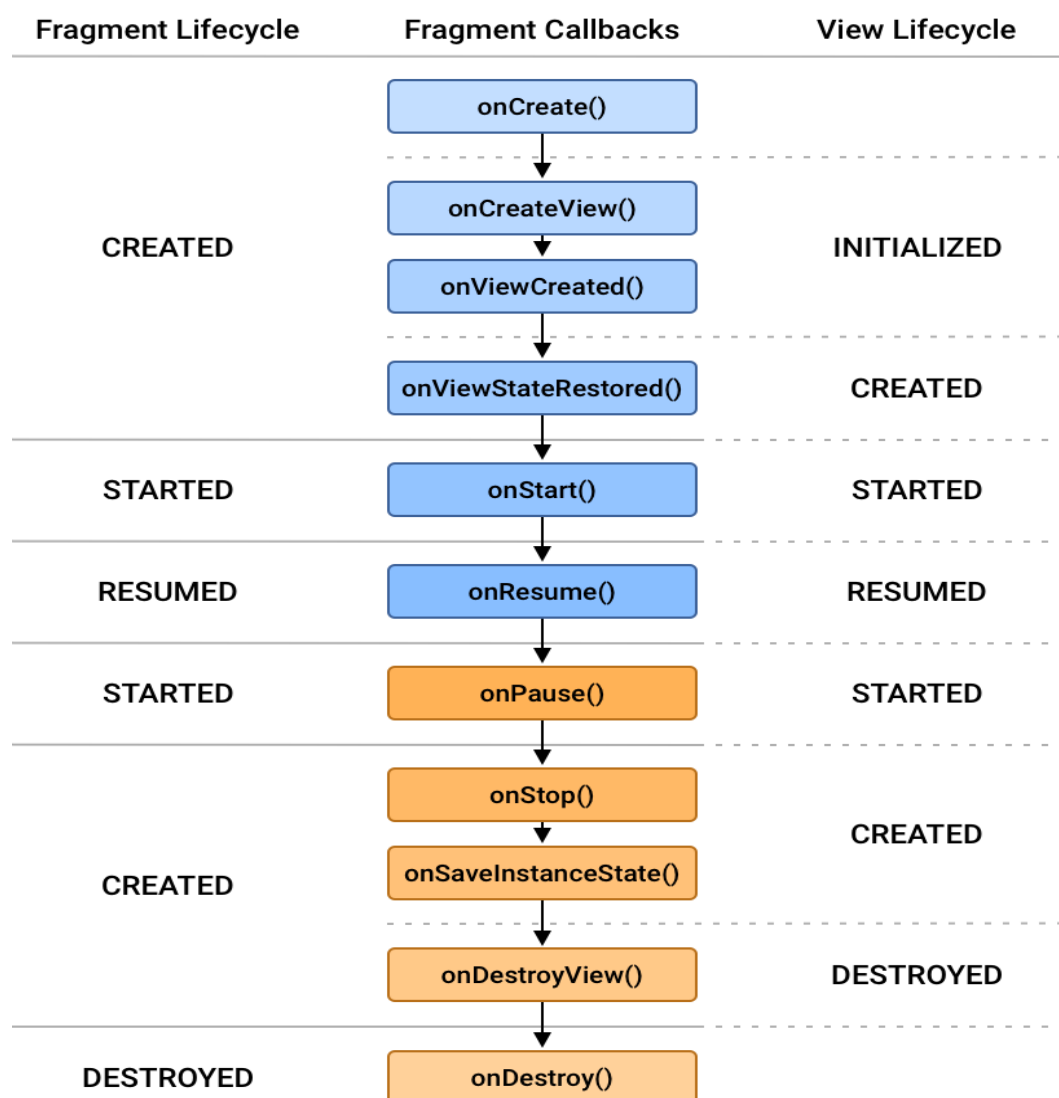 Fragment Lifecycle Fragment Callbacks View Lifecycle
onCreate()
onCreateView()
CREATED INITIALIZED
onViewCreated()
onViewStateRestored() CREATED
STARTED onStart() STARTED
RESUMED onResume() RESUMED
STARTED onPause() STARTED
onStop()
CREATED
onSaveInstanceState()
CREATED
onDestroyView() DESTROYED
DESTROYED onDestroy()